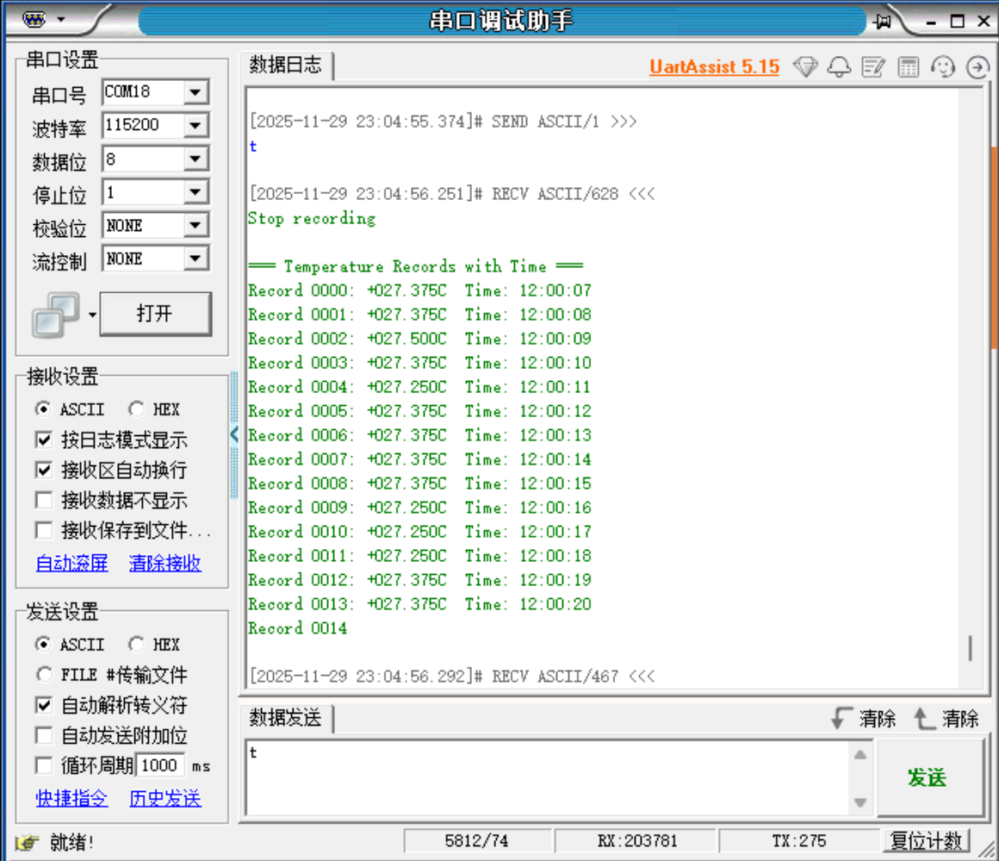 串口调试助手
串口设置
串口号 COM18
波特率 115200
数据位 8
停止位 1
校验位 NONE
流控制 NONE
打开
接收设置
ASCII HEX
按日志模式显示
接收区自动换行
接收数据不显示
接收保存到文件...
自动滚屏 清除接收
发送设置
ASCII HEX
FILE #传输文件
自动解析转义符
自动发送附加位
循环周期 1000 ms
快捷指令 历史发送
数据日志
UartAssist 5.15
[2025-11-29 23:04:55.374]# SEND ASCII/1 >>>
t
[2025-11-29 23:04:56.251]# RECV ASCII/628 <<<
Stop recording
=== Temperature Records with Time ===
Record 0000: +027.375C Time: 12:00:07
Record 0001: +027.375C Time: 12:00:08
Record 0002: +027.500C Time: 12:00:09
Record 0003: +027.375C Time: 12:00:10
Record 0004: +027.250C Time: 12:00:11
Record 0005: +027.375C Time: 12:00:12
Record 0006: +027.375C Time: 12:00:13
Record 0007: +027.375C Time: 12:00:14
Record 0008: +027.375C Time: 12:00:15
Record 0009: +027.250C Time: 12:00:16
Record 0010: +027.250C Time: 12:00:17
Record 0011: +027.250C Time: 12:00:18
Record 0012: +027.375C Time: 12:00:19
Record 0013: +027.375C Time: 12:00:20
Record 0014
[2025-11-29 23:04:56.292]# RECV ASCII/467 <<<
数据发送 清除 清除
t
发送
就绪! 5812/74 RX:203781 TX:275 复位计数